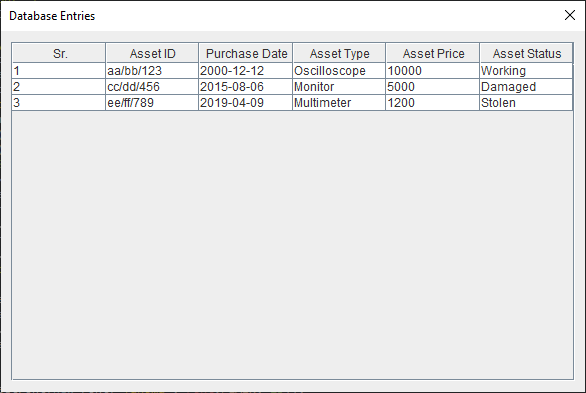 Database Entries
Sr. Asset ID Purchase Date Asset Type Asset Price Asset Status
1 aa/bb/123 2000-12-12 Oscilloscope 10000 Working
2 cc/dd/456 2015-08-06 Monitor 5000 Damaged
3 ee/ff/789 2019-04-09 Multimeter 1200 Stolen